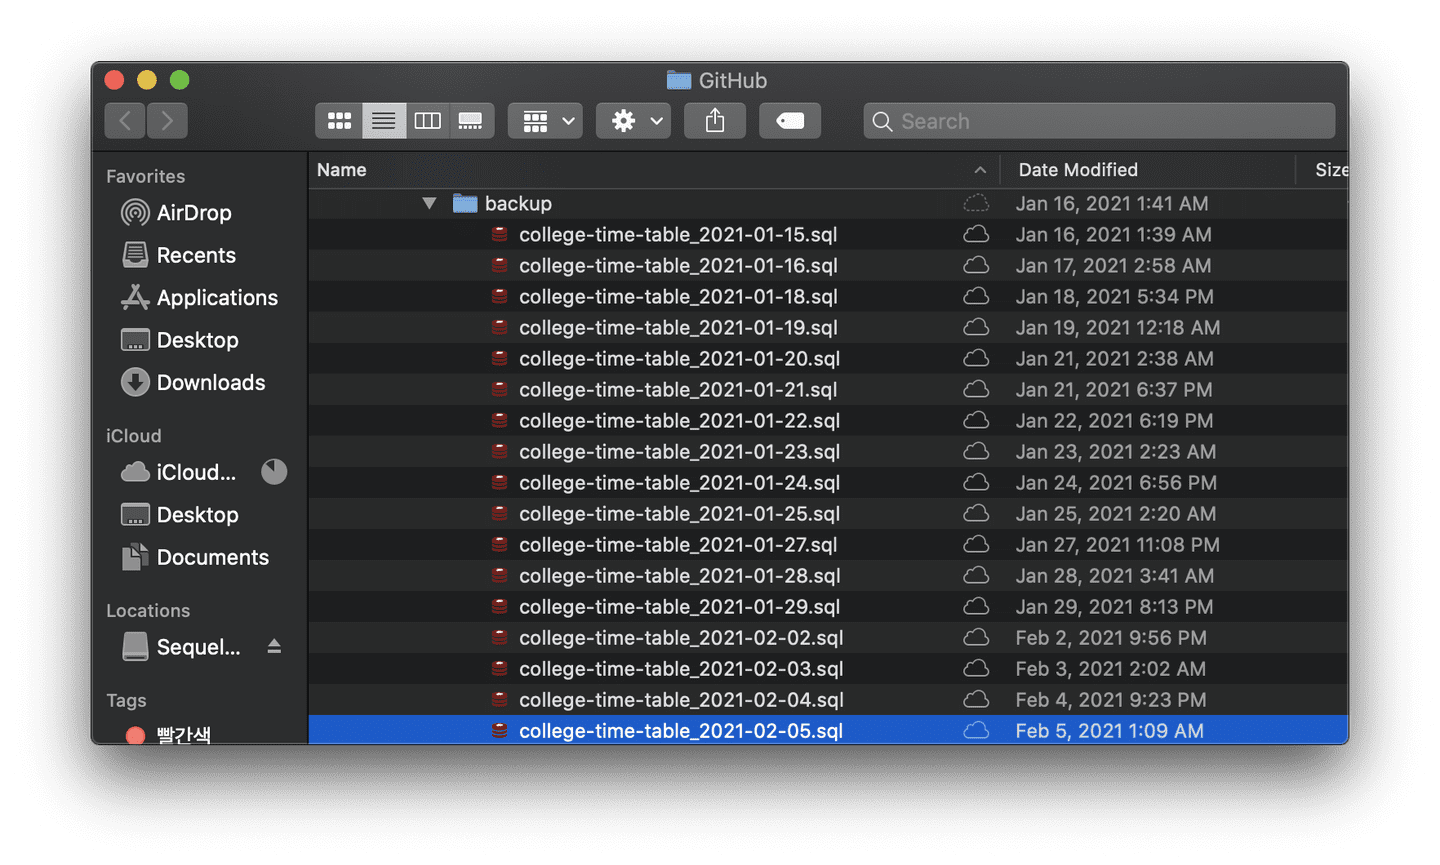 GitHub
Search
Favorites
AirDrop
Recents
Applications
Desktop
Downloads
iCloud
iCloud...
Desktop
Documents
Locations
Sequel...
Tags
빨간색
Name Date Modified Size
backup Jan 16, 2021 1:41 AM
college-time-table_2021-01-15.sql Jan 16, 2021 1:39 AM
college-time-table_2021-01-16.sql Jan 17, 2021 2:58 AM
college-time-table_2021-01-18.sql Jan 18, 2021 5:34 PM
college-time-table_2021-01-19.sql Jan 19, 2021 12:18 AM
college-time-table_2021-01-20.sql Jan 21, 2021 2:38 AM
college-time-table_2021-01-21.sql Jan 21, 2021 6:37 PM
college-time-table_2021-01-22.sql Jan 22, 2021 6:19 PM
college-time-table_2021-01-23.sql Jan 23, 2021 2:23 AM
college-time-table_2021-01-24.sql Jan 24, 2021 6:56 PM
college-time-table_2021-01-25.sql Jan 25, 2021 2:20 AM
college-time-table_2021-01-27.sql Jan 27, 2021 11:08 PM
college-time-table_2021-01-28.sql Jan 28, 2021 3:41 AM
college-time-table_2021-01-29.sql Jan 29, 2021 8:13 PM
college-time-table_2021-02-02.sql Feb 2, 2021 9:56 PM
college-time-table_2021-02-03.sql Feb 3, 2021 2:02 AM
college-time-table_2021-02-04.sql Feb 4, 2021 9:23 PM
college-time-table_2021-02-05.sql Feb 5, 2021 1:09 AM